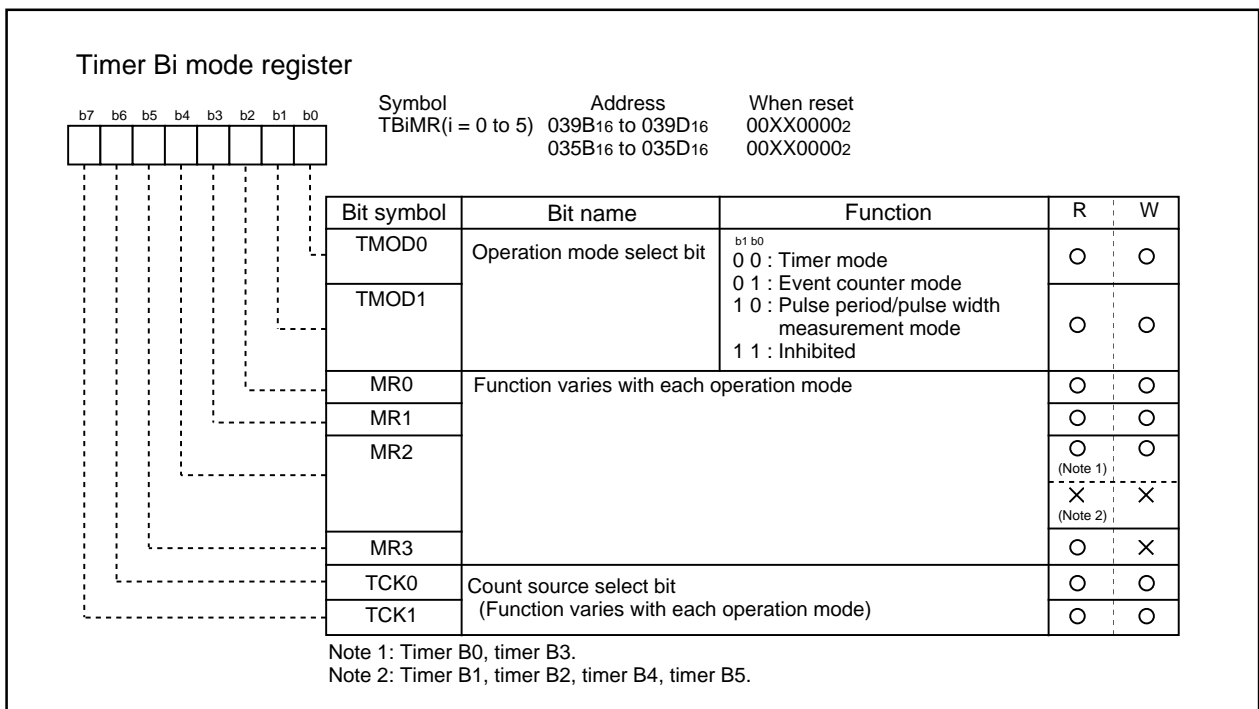 Timer Bi mode register
b7 b6 b5 b4 b3 b2 b1 b0
Symbol Address When reset
TBiMR(i = 0 to 5) 039B16 to 039D16 00XX00002
035B16 to 035D16 00XX00002
Bit symbol Bit name Function R W
TMOD0 Operation mode select bit b1 b0
0 0 : Timer mode
0 1 : Event counter mode
TMOD1 1 0 : Pulse period/pulse width
measurement mode
1 1 : Inhibited
MR0 Function varies with each operation mode
MR1
MR2
(Note 1)
(Note 2)
MR3
TCK0 Count source select bit
TCK1 (Function varies with each operation mode)
Note 1: Timer B0, timer B3.
Note 2: Timer B1, timer B2, timer B4, timer B5.